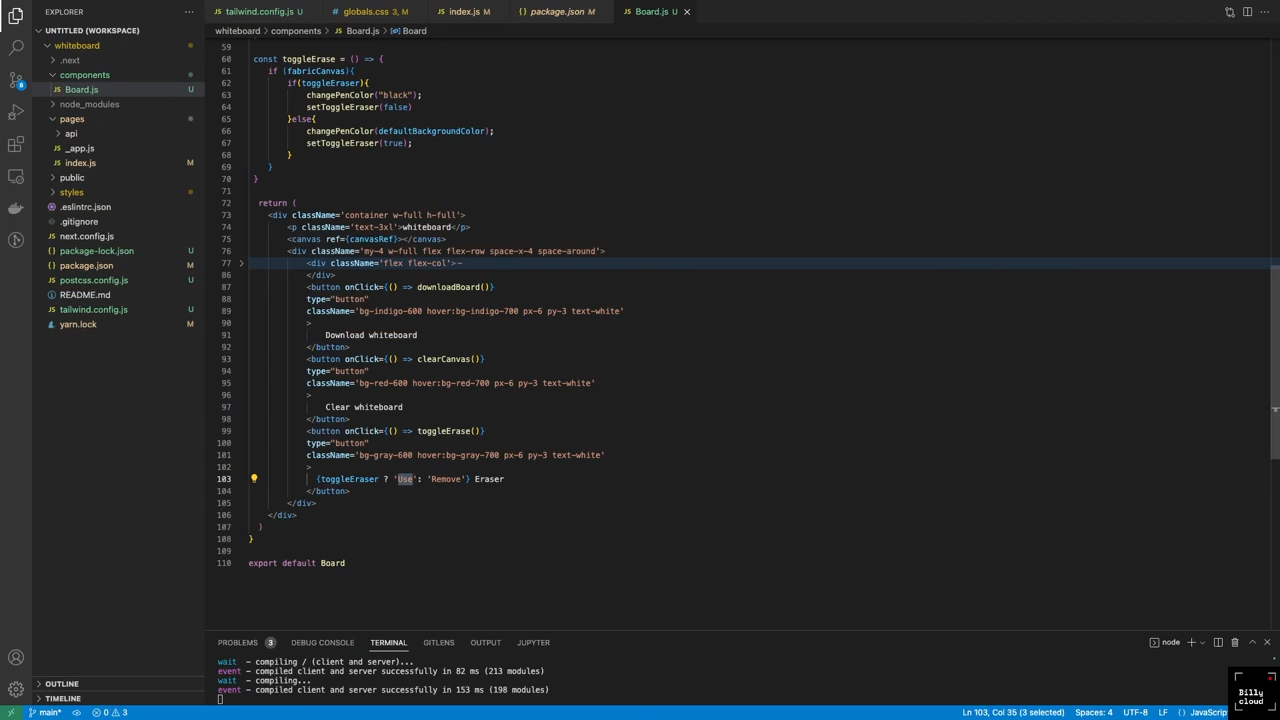 EXPLORER ...
UNTITLED (WORKSPACE)
whiteboard
.next
components
Board.js U
node_modules
pages
api
_app.js
index.js M
public
styles
.eslintrc.json
.gitignore
next.config.js
package-lock.json M
package.json M
postcss.config.js U
README.md
tailwind.config.js U
yarn.lock M
OUTLINE
TIMELINE
8
tailwind.config.js U globals.css 3, M index.js M package.json M Board.js U
whiteboard > components > Board.js > Board
59
60 const toggleErase = () => {
61 if (fabricCanvas){
62 if(toggleEraser){
63 changePenColor("black");
64 setToggleEraser(false)
65 }else{
66 changePenColor(defaultBackgroundColor);
67 setToggleEraser(true);
68 }
69 }
70 }
71
72 return (
73 <div className='container w-full h-full'>
74 <p className='text-3xl'>whiteboard</p>
75 <canvas ref={canvasRef}></canvas>
76 <div className='my-4 w-full flex flex-row space-x-4 space-around'>
77 <div className='flex flex-col'>⋯
86 </div>
87 <button onClick={() => downloadBoard()}
88 type="button"
89 className='bg-indigo-600 hover:bg-indigo-700 px-6 py-3 text-white'
90 >
91 Download whiteboard
92 </button>
93 <button onClick={() => clearCanvas()}
94 type="button"
95 className='bg-red-600 hover:bg-red-700 px-6 py-3 text-white'
96 >
97 Clear whiteboard
98 </button>
99 <button onClick={() => toggleErase()}
100 type="button"
101 className='bg-gray-600 hover:bg-gray-700 px-6 py-3 text-white'
102 >
103 {toggleEraser ? 'Use': 'Remove'} Eraser
104 </button>
105 </div>
106 </div>
107 )
108 }
109
110 export default Board
PROBLEMS 3 DEBUG CONSOLE TERMINAL GITLENS OUTPUT JUPYTER node
wait - compiling / (client and server)...
event - compiled client and server successfully in 82 ms (213 modules)
wait - compiling...
event - compiled client and server successfully in 153 ms (198 modules)
Billy
cloud
main* 0 3 Ln 103, Col 35 (3 selected) Spaces: 4 UTF-8 LF {} JavaScript